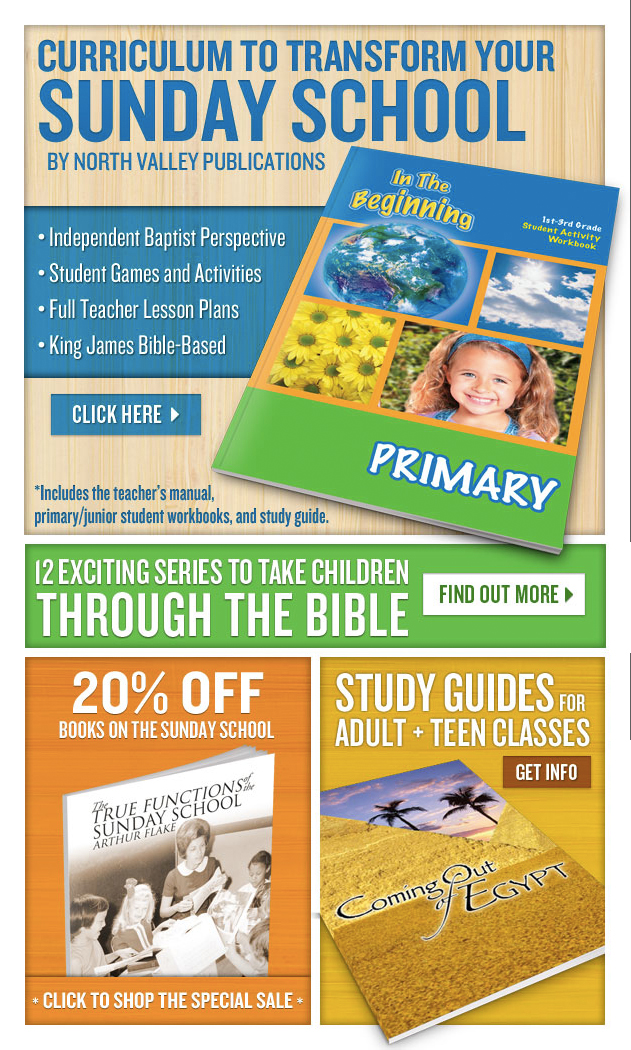 CURRICULUM TO TRANSFORM YOUR
SUNDAY SCHOOL
BY NORTH VALLEY PUBLICATIONS
In The
Beginning
1st-3rd Grade
Student Activity
Workbook
PRIMARY
• Independent Baptist Perspective
• Student Games and Activities
• Full Teacher Lesson Plans
• King James Bible-Based
CLICK HERE
*Includes the teacher's manual,
primary/junior student workbooks, and study guide.
12 EXCITING SERIES TO TAKE CHILDREN
THROUGH THE BIBLE
FIND OUT MORE
20% OFF
BOOKS ON THE SUNDAY SCHOOL
The
TRUE FUNCTIONS of the
SUNDAY SCHOOL
ARTHUR FLAKE
* CLICK TO SHOP THE SPECIAL SALE *
STUDY GUIDES FOR
ADULT + TEEN CLASSES
GET INFO
Coming Out
of EGYPT